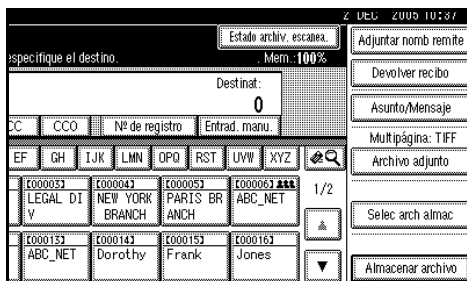 2 DEC 2005 10:37
Estado archiv. escanea.
Adjuntar nomb remite
especifique el destino.
Mem.:100%
Devolver recibo
Destinat:
0
Asunto/Mensaje
CC CCO Nº de registro Entrad. manu.
Multipágina: TIFF
EF GH IJK LMN OPQ RST UVW XYZ
Archivo adjunto
[00003] [00004] [00005] [00006]
LEGAL DI NEW YORK PARIS BR ABC_NET
V BRANCH ANCH
1/2
Selec arch almac
[00013] [00014] [00015] [00016]
ABC_NET Dorothy Frank Jones
▼
Almacenar archivo